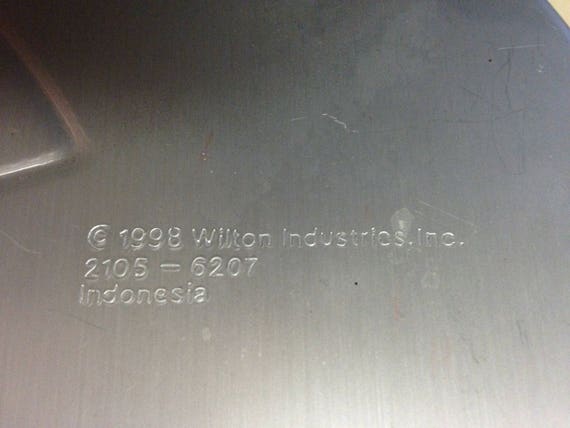 © 1998 Wilton Industries, Inc.
2105 - 6207
Indonesia